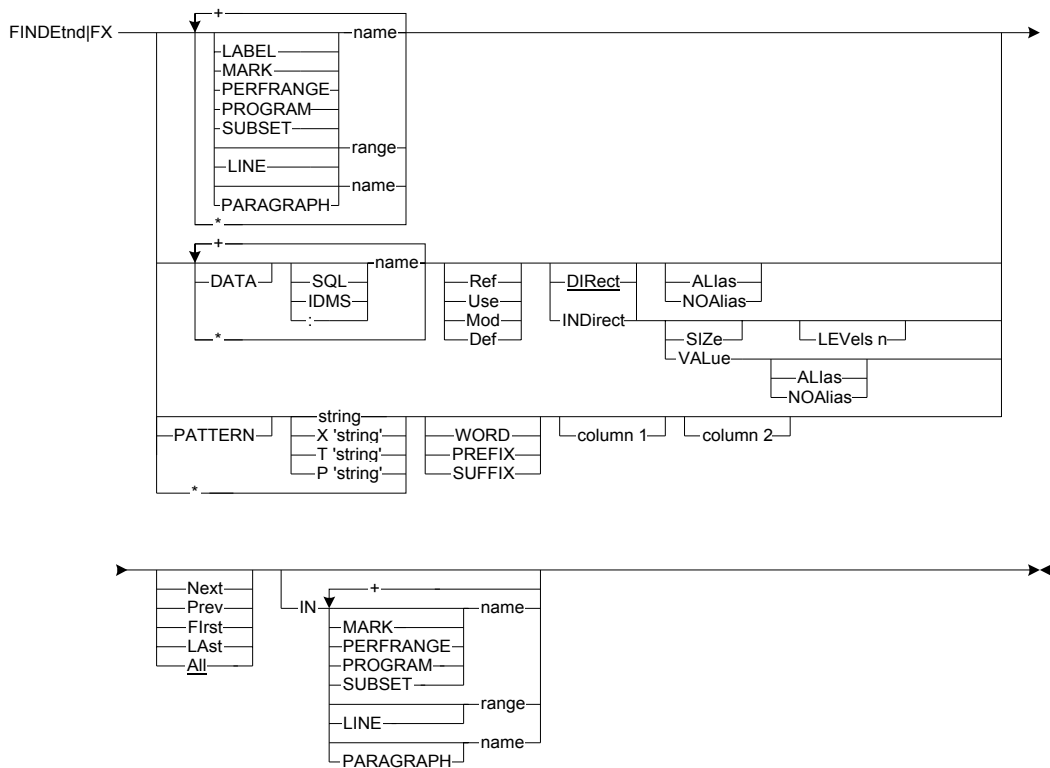 +
FINDEtnd|FX
name
LABEL
MARK
PERFRANGE
PROGRAM
SUBSET
range
LINE
name
PARAGRAPH
*
+
name
DATA
SQL
IDMS
:
*
Ref
Use
Mod
Def
DIRect
INDirect
ALIas
NOAlias
SIZe
VALue
LEVels n
ALIas
NOAlias
PATTERN
string
X 'string'
T 'string'
P 'string'
WORD
PREFIX
SUFFIX
column 1
column 2
*
Next
Prev
FIrst
LAst
All
IN
+
name
MARK
PERFRANGE
PROGRAM
SUBSET
range
LINE
name
PARAGRAPH